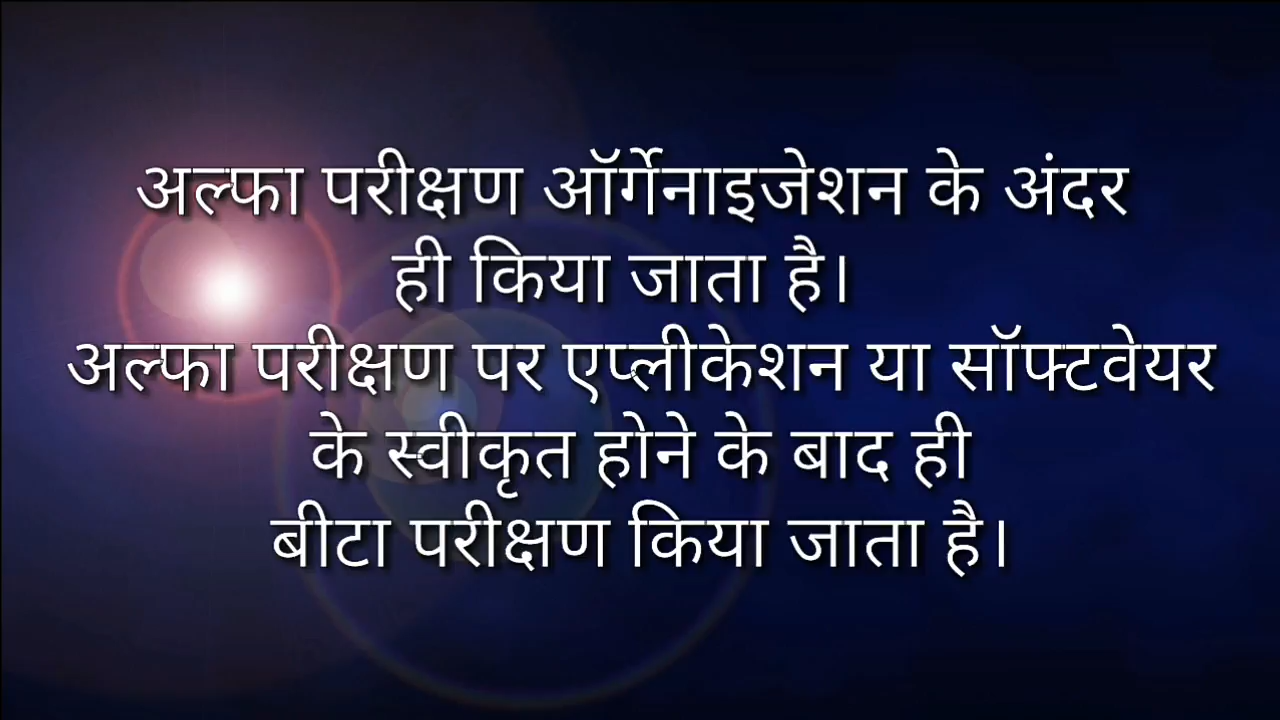 अल्फा परीक्षण ऑर्गेनाइजेशन के अंदर
ही किया जाता है।
अल्फा परीक्षण पर एप्लीकेशन या सॉफ्टवेयर
के स्वीकृत होने के बाद ही
बीटा परीक्षण किया जाता है।